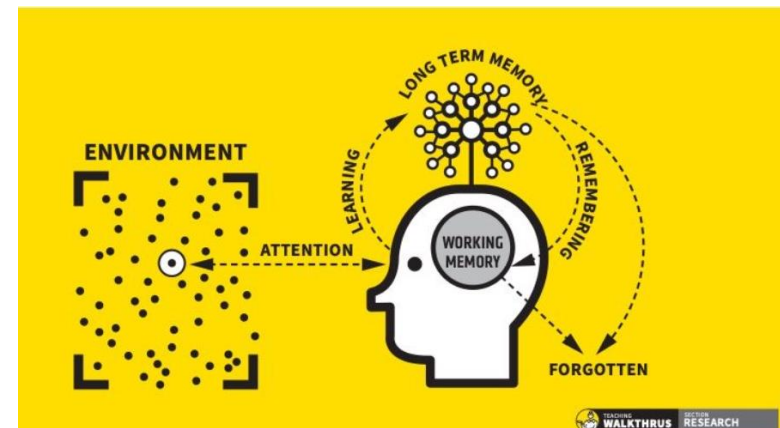 LONG TERM MEMORY
ENVIRONMENT
LEARNING
REMEMBERING
ATTENTION
WORKING
MEMORY
FORGOTTEN
TEACHING
WALKTHRUS
SECTION
RESEARCH